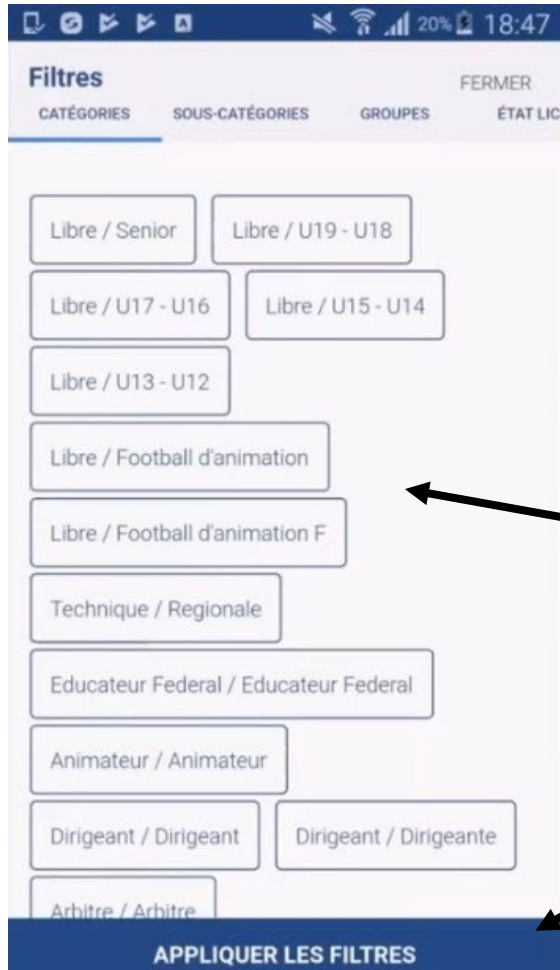 20% 18:47
Filtres FERMER
CATÉGORIES SOUS-CATÉGORIES GROUPES ÉTAT LIC
Libre / Senior Libre / U19 - U18
Libre / U17 - U16 Libre / U15 - U14
Libre / U13 - U12
Libre / Football d'animation
Libre / Football d'animation F
Technique / Regionale
Educateur Federal / Educateur Federal
Animateur / Animateur
Dirigeant / Dirigeant Dirigeant / Dirigeante
Arbitre / Arbitre
APPLIQUER LES FILTRES